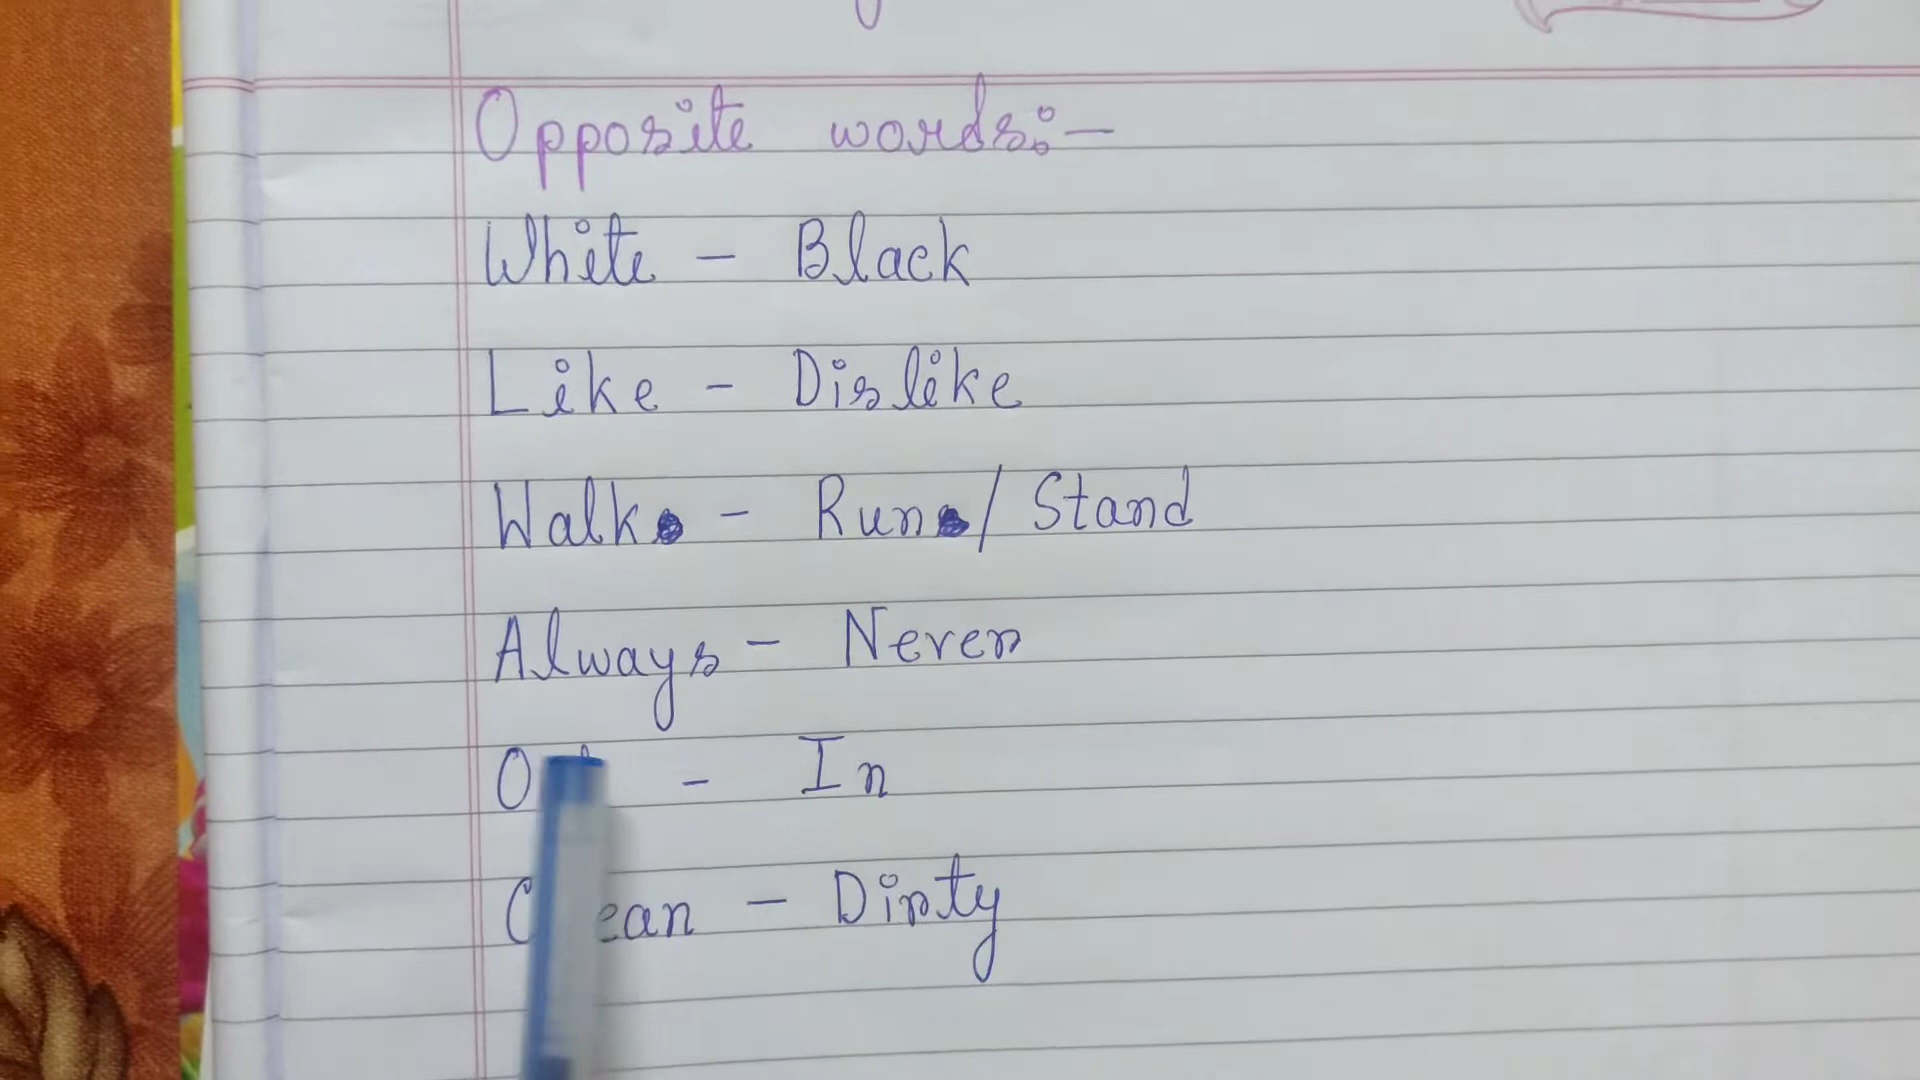 Opposite words:-
White - Black
Like - Dislike
Walk - Run / Stand
Always - Never
- In
- Dirty